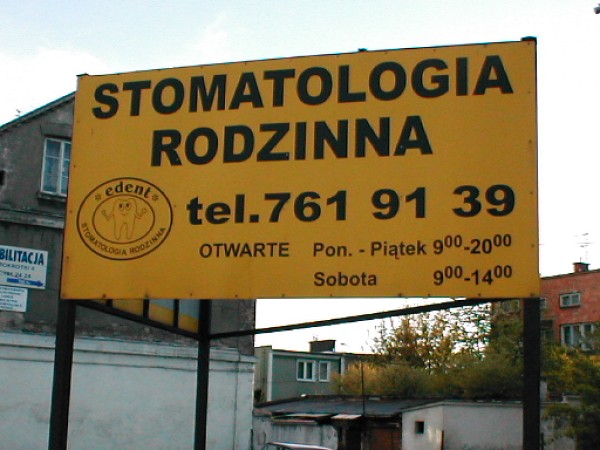 STOMATOLOGIA
RODZINNA
edent
STOMATOLOGIA RODZINNA
tel.761 91 39
OTWARTE Pon. - Piątek 9⁰⁰-20⁰⁰
Sobota 9⁰⁰-14⁰⁰
BILITACJA